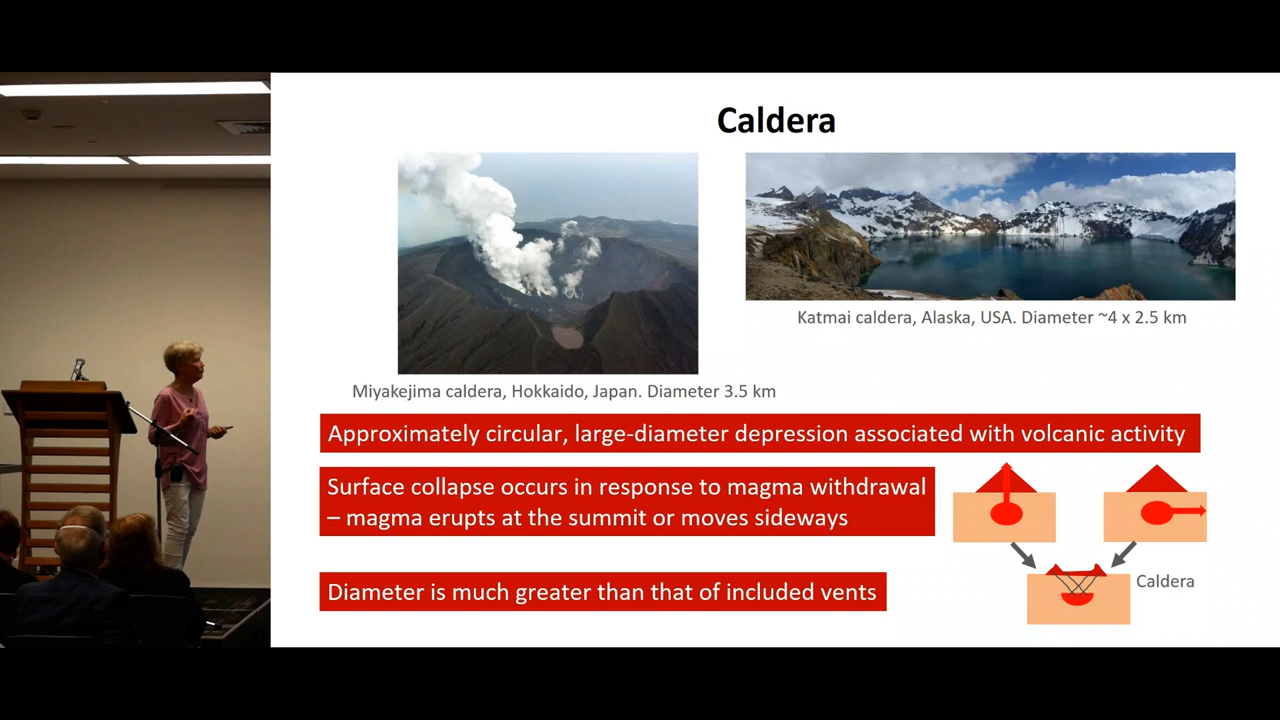 Caldera
Katmai caldera, Alaska, USA. Diameter ~4 x 2.5 km
Miyakejima caldera, Hokkaido, Japan. Diameter 3.5 km
Approximately circular, large-diameter depression associated with volcanic activity
Surface collapse occurs in response to magma withdrawal
– magma erupts at the summit or moves sideways
Diameter is much greater than that of included vents
Caldera